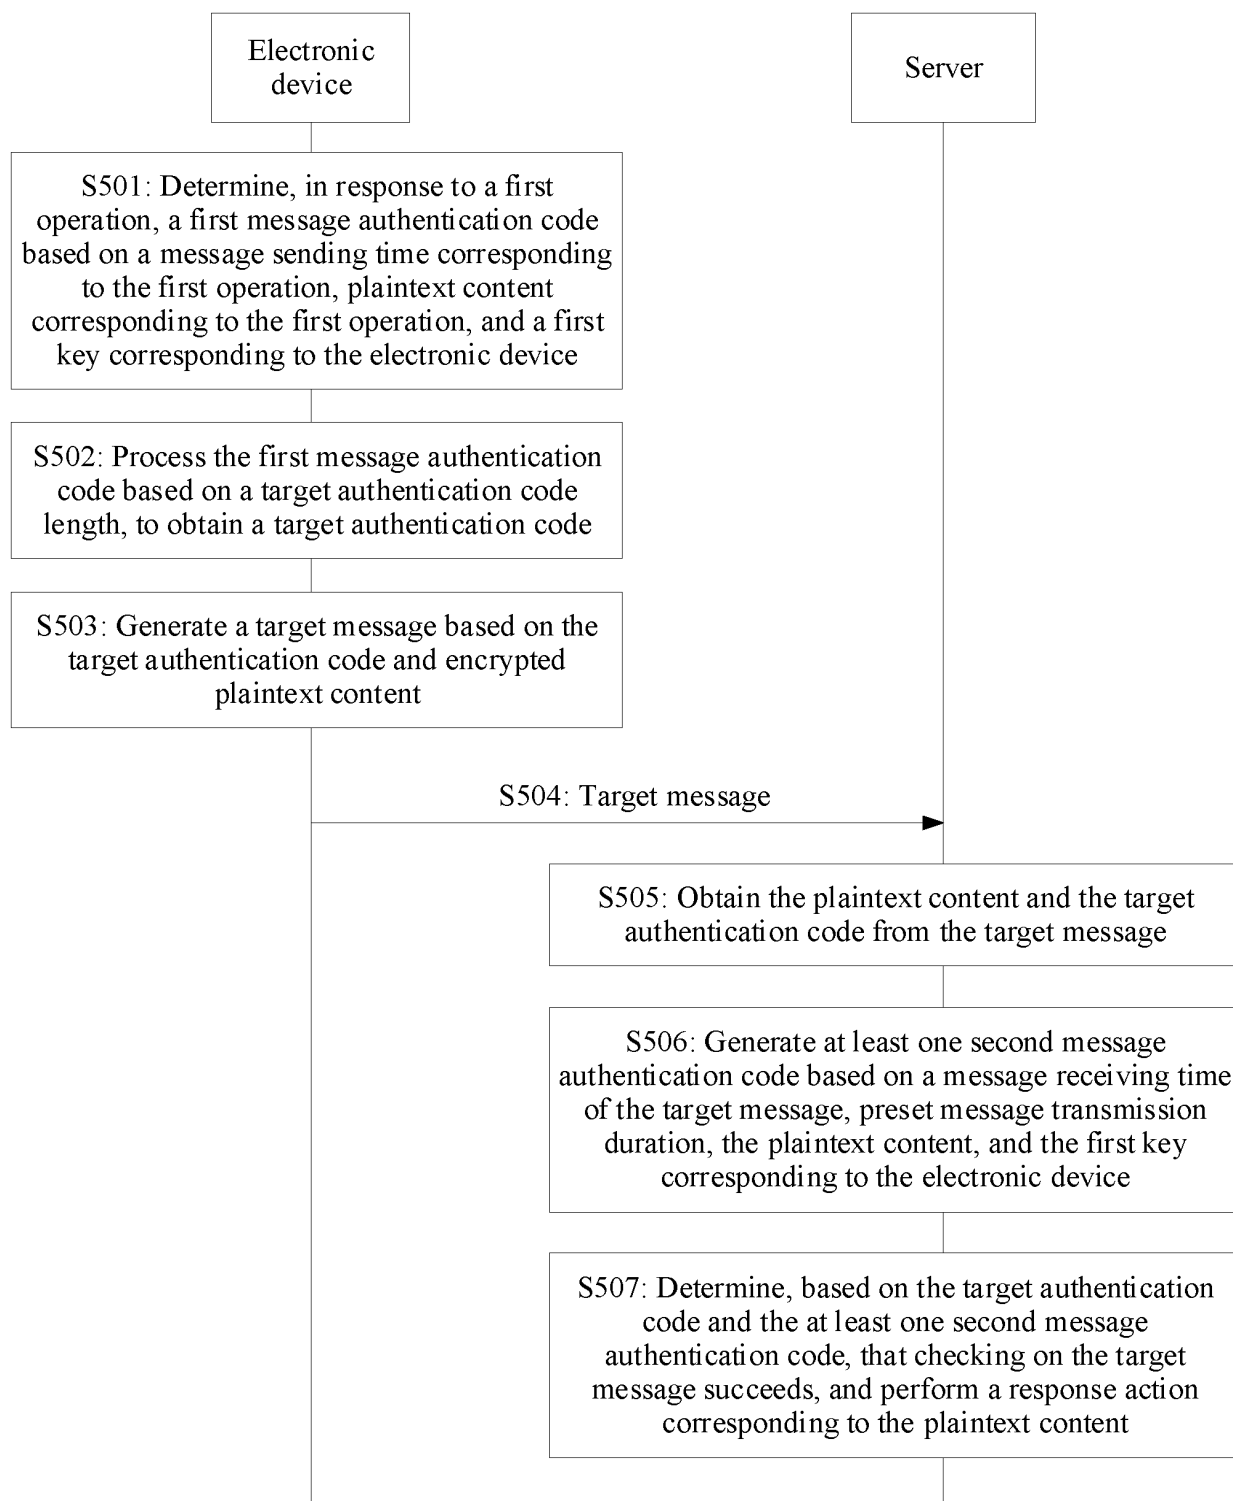 Electronic
device
Server
S501: Determine, in response to a first
operation, a first message authentication code
based on a message sending time corresponding
to the first operation, plaintext content
corresponding to the first operation, and a first
key corresponding to the electronic device
S502: Process the first message authentication
code based on a target authentication code
length, to obtain a target authentication code
S503: Generate a target message based on the
target authentication code and encrypted
plaintext content
S504: Target message
S505: Obtain the plaintext content and the target
authentication code from the target message
S506: Generate at least one second message
authentication code based on a message receiving time
of the target message, preset message transmission
duration, the plaintext content, and the first key
corresponding to the electronic device
S507: Determine, based on the target authentication
code and the at least one second message
authentication code, that checking on the target
message succeeds, and perform a response action
corresponding to the plaintext content